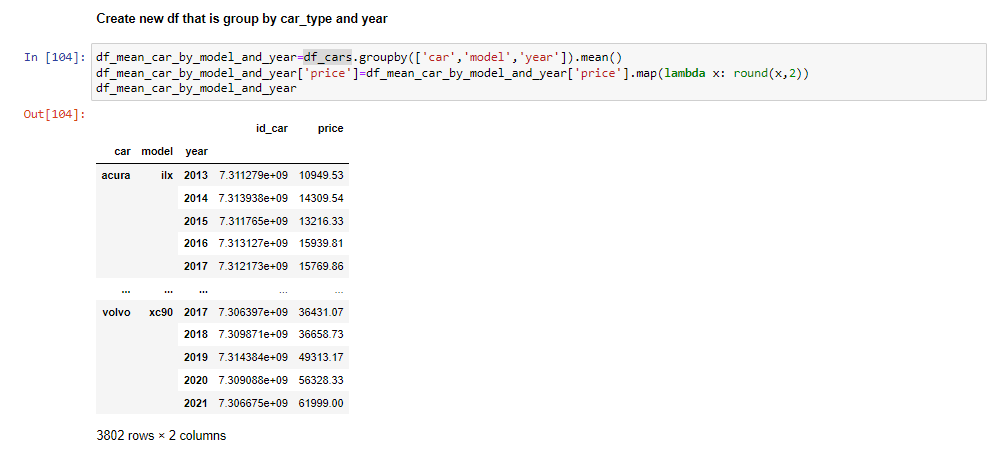 Create new df that is group by car_type and year
In [104]: df_mean_car_by_model_and_year=df_cars.groupby(['car','model','year']).mean()
df_mean_car_by_model_and_year['price']=df_mean_car_by_model_and_year['price'].map(lambda x: round(x,2))
df_mean_car_by_model_and_year
Out[104]:
id_car price
car model year
acura ilx 2013 7.311279e+09 10949.53
2014 7.313938e+09 14309.54
2015 7.311765e+09 13216.33
2016 7.313127e+09 15939.81
2017 7.312173e+09 15769.86
... ... ... ... ...
volvo xc90 2017 7.306397e+09 36431.07
2018 7.309871e+09 36658.73
2019 7.314384e+09 49313.17
2020 7.309088e+09 56328.33
2021 7.306675e+09 61999.00
3802 rows × 2 columns